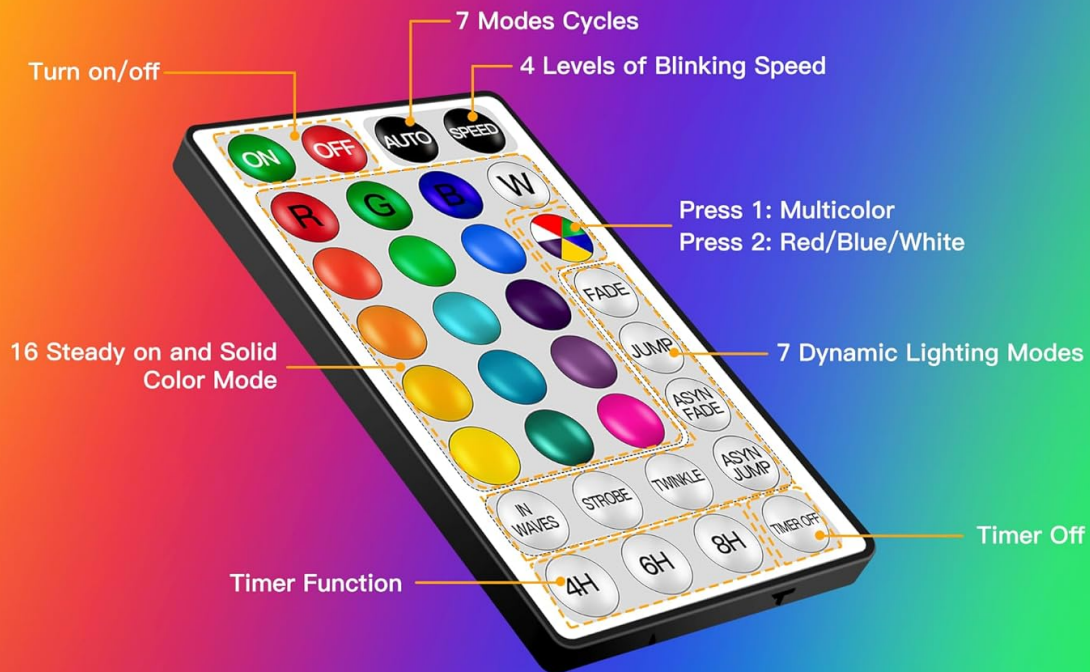 7 Modes Cycles
Turn on/off
4 Levels of Blinking Speed
ON
OFF
AUTO
SPEED
R
G
B
W
Press 1: Multicolor
Press 2: Red/Blue/White
FADE
JUMP
7 Dynamic Lighting Modes
16 Steady on and Solid
Color Mode
ASYN
FADE
IN
WAVES
STROBE
TWINKLE
ASYN
JUMP
4H
6H
8H
TIMER OFF
Timer Off
Timer Function